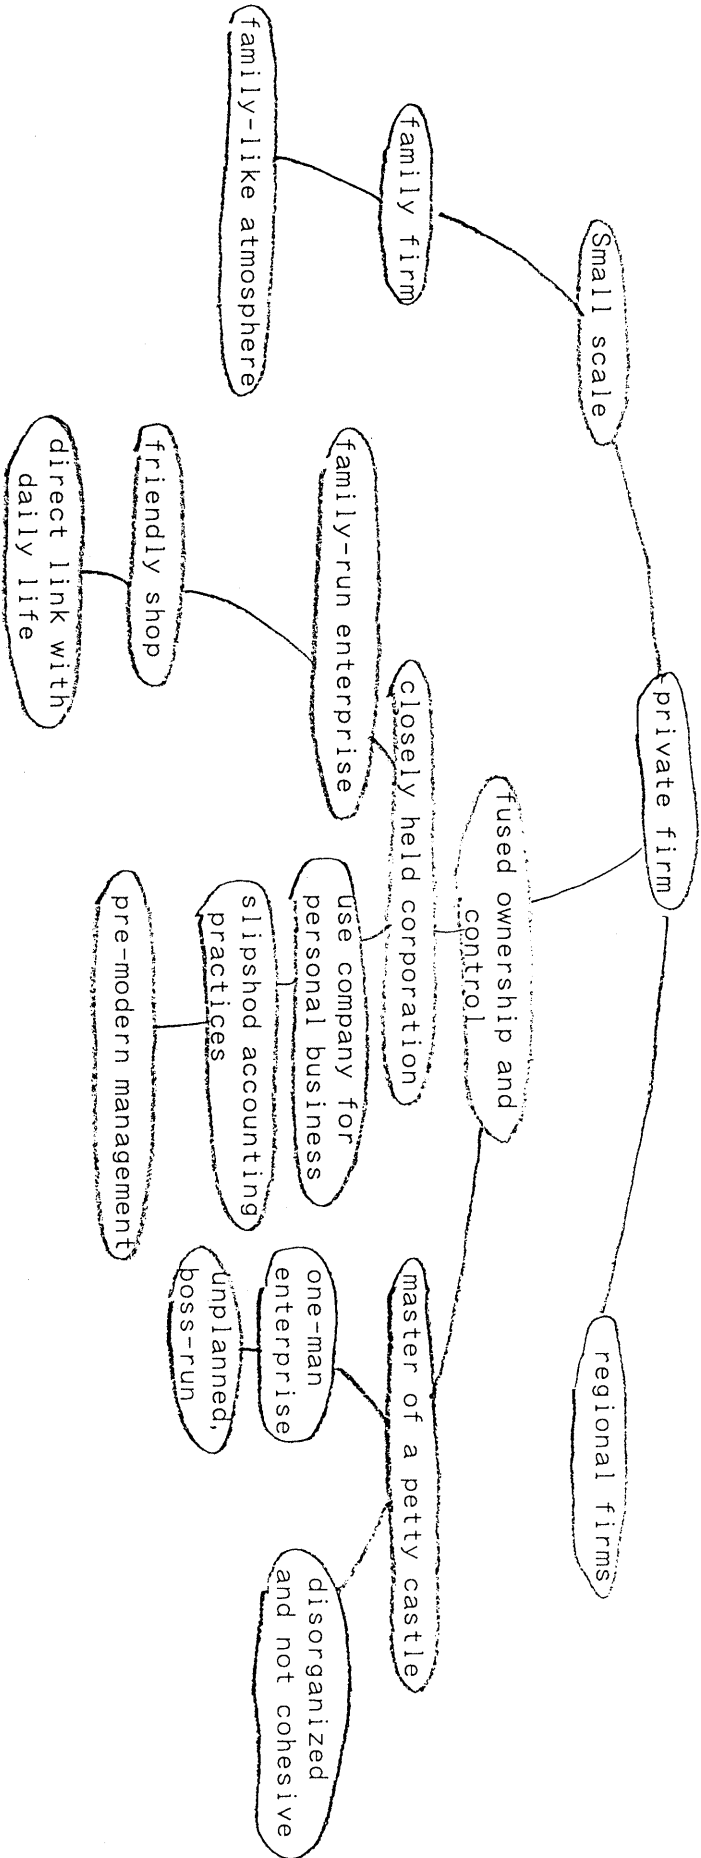 private firm
Small scale
regional firms
fused ownership and
control
family firm
closely held corporation
master of a petty castle
family-like atmosphere
family-run enterprise
use company for
personal business
one-man
enterprise
disorganized
and not cohesive
friendly shop
slipshod accounting
practices
unplanned,
boss-run
direct link with
daily life
pre-modern management